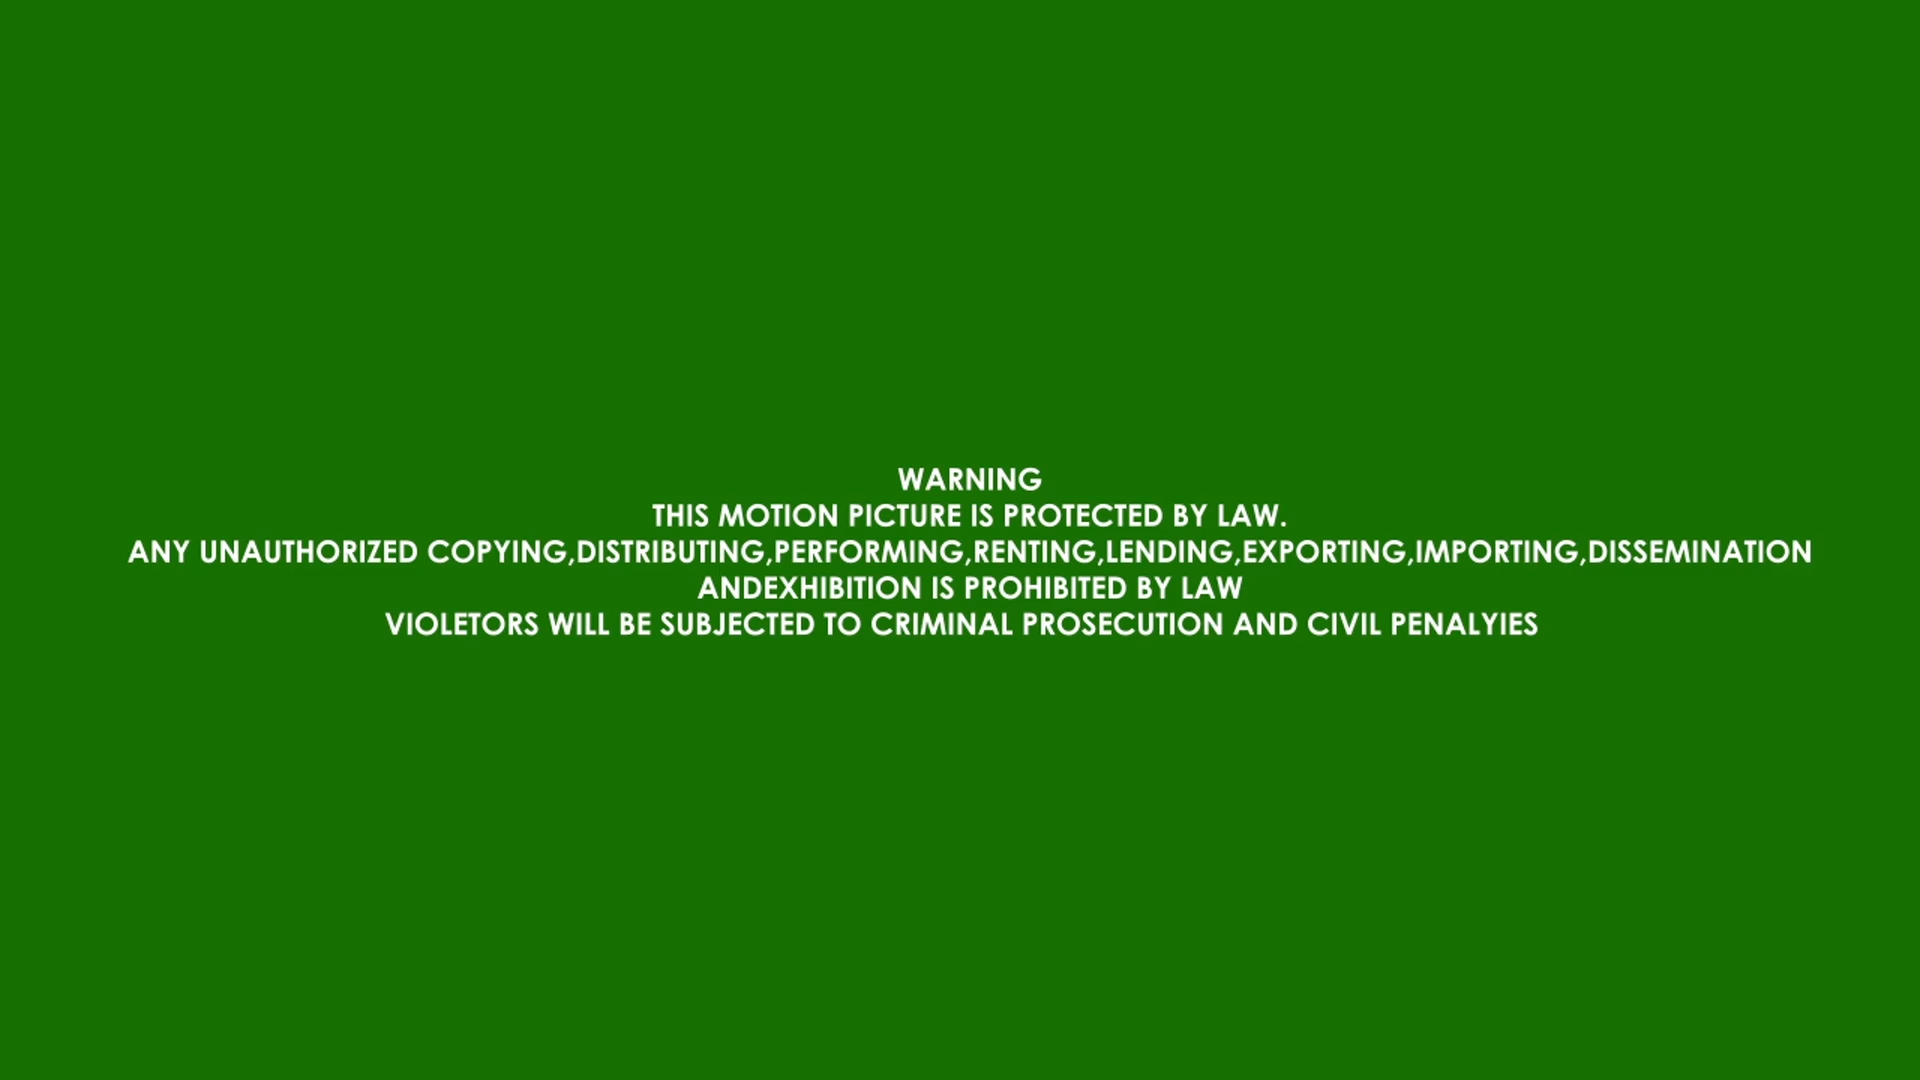 WARNING
THIS MOTION PICTURE IS PROTECTED BY LAW.
ANY UNAUTHORIZED COPYING,DISTRIBUTING,PERFORMING,RENTING,LENDING,EXPORTING,IMPORTING,DISSEMINATION
ANDEXHIBITION IS PROHIBITED BY LAW
VIOLETORS WILL BE SUBJECTED TO CRIMINAL PROSECUTION AND CIVIL PENALYIES